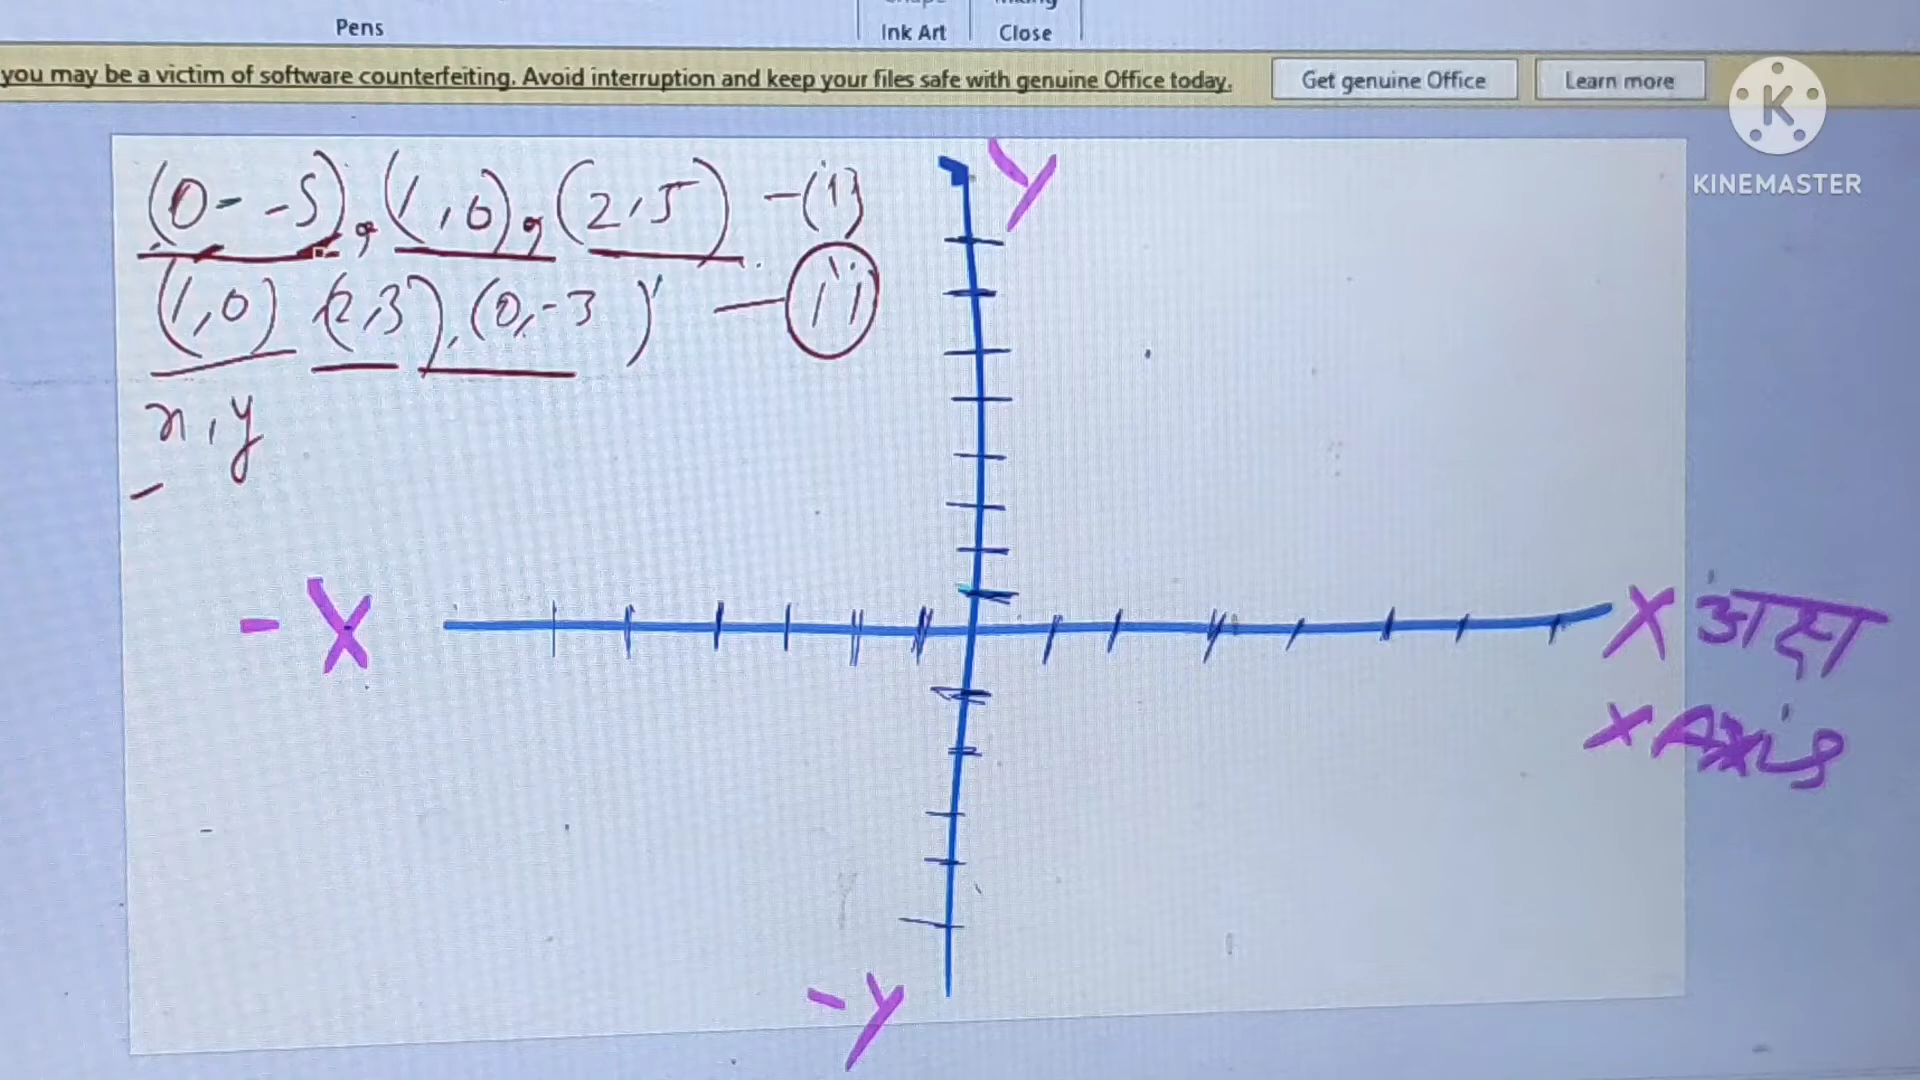 Pens
Ink Art
Close
you may be a victim of software counterfeiting. Avoid interruption and keep your files safe with genuine Office today.
Get genuine Office
Learn more
KINEMASTER
(0- -5), (1,0), (2,5) -(i)
(1,0) (2,3), (0,-3) - ii
x, y
Y
- X
X अक्ष
X Axis
-Y